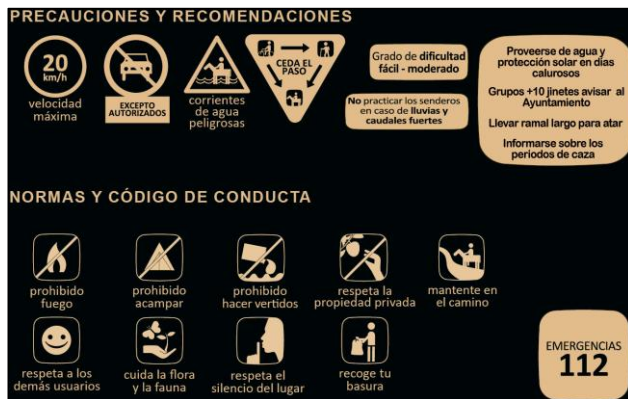 PRECAUCIONES Y RECOMENDACIONES
20
km/h
velocidad
máxima
EXCEPTO
AUTORIZADOS
corrientes
de agua
peligrosas
CEDA EL
PASO
Grado de dificultad
fácil - moderado
No practicar los senderos
en caso de lluvias y
caudales fuertes
Proveerse de agua y
protección solar en días
calurosos
Grupos +10 jinetes avisar al
Ayuntamiento
Llevar ramal largo para atar
Informarse sobre los
periodos de caza
NORMAS Y CÓDIGO DE CONDUCTA
prohibido
fuego
prohibido
acampar
prohibido
hacer vertidos
respeta la
propiedad privada
mantente en
el camino
respeta a los
demás usuarios
cuida la flora
y la fauna
respeta el
silencio del lugar
recoge tu
basura
EMERGENCIAS
112